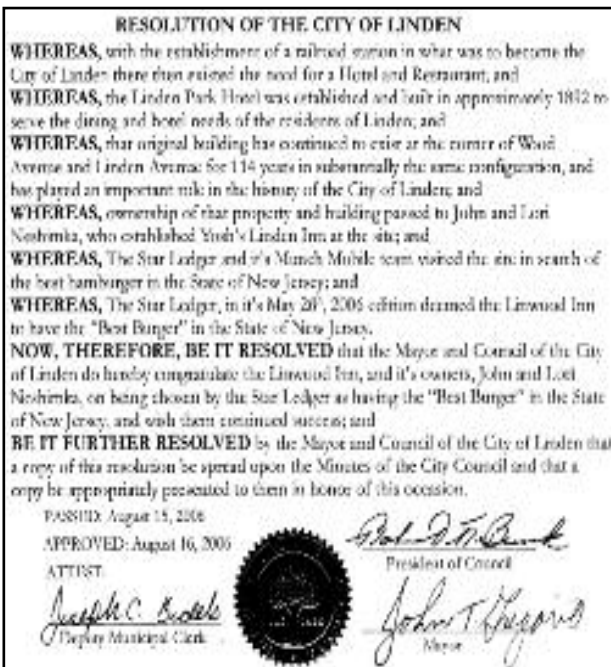 RESOLUTION OF THE CITY OF LINDEN
WHEREAS, with the establishment of a railroad station in what was to become the
City of Linden there then existed the need for a Hotel and Restaurant; and
WHEREAS, the Linden Park Hotel was established and built in approximately 1892 to
serve the dining and hotel needs of the residents of Linden; and
WHEREAS, that original building has continued to exist at the corner of Wood
Avenue and Linden Avenue for 114 years in substantially the same configuration, and
has played an important role in the history of the City of Linden; and
WHEREAS, ownership of that property and building passed to John and Lori
who established Linden Inn at the site; and
WHEREAS, The Star Ledger and it's Munch Mobile team visited the site in search of
the best hamburger in the State of New Jersey; and
WHEREAS, The Star Ledger, in it's May 28, 2006 edition deemed the Linwood Inn
to have the "Best Burger" in the State of New Jersey.
NOW, THEREFORE, BE IT RESOLVED that the Mayor and Council of the City
of Linden do hereby congratulate the Linwood Inn, and it's owners, John and Lori
on being chosen by the Star Ledger as having the "Best Burger" in the State
of New Jersey, and wish them continued success; and
BE IT FURTHER RESOLVED by the Mayor and Council of the City of Linden that
a copy of this resolution be spread upon the Minutes of the City Council and that a
copy be appropriately presented to them in honor of this occasion.
PASSED: August 15, 2006
APPROVED: August 16, 2006
President of Council
ATTEST:
Joseph C.
John T. Gregorio
Deputy Municipal Clerk
Mayor